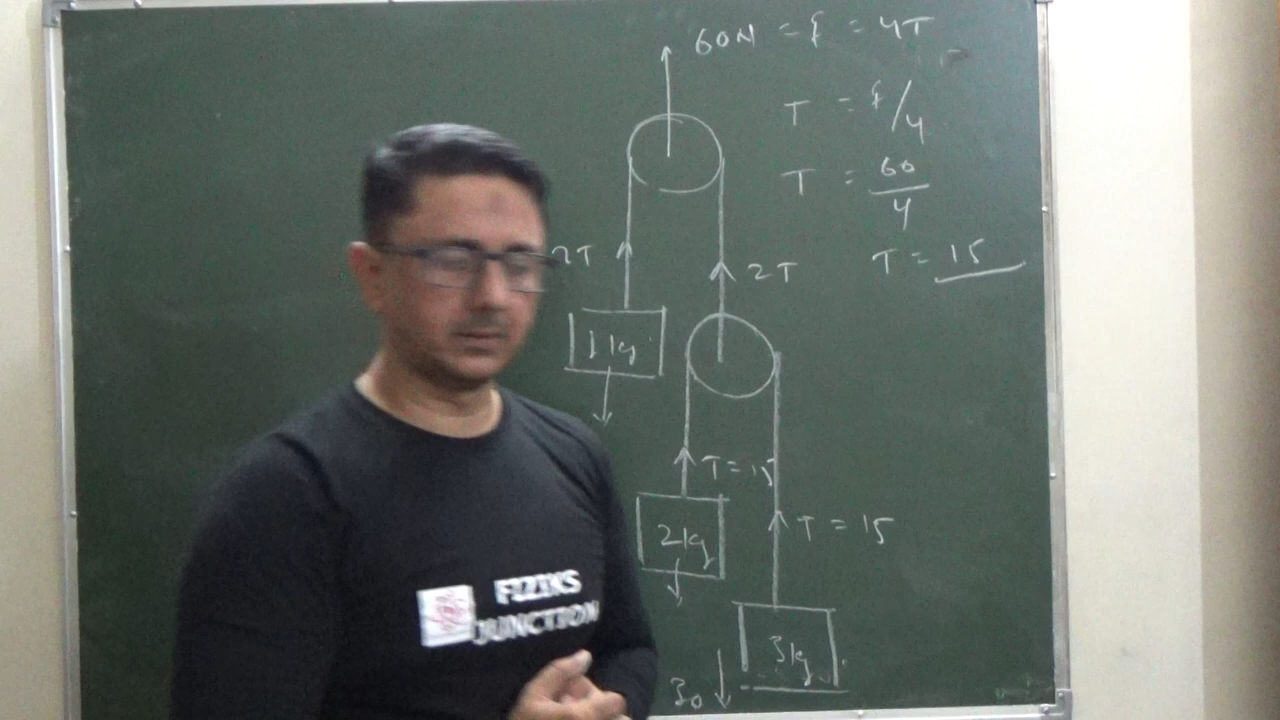 60N = f = 4T
T = f/4
T = 60/4
T = 15
2T
2T
1kg
T = 15
2kg
T = 15
3kg
30
FIZIKS
JUNCTION